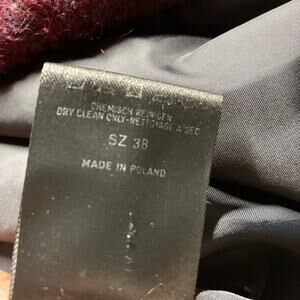 CHEMISCH REINIGEN
DRY CLEAN ONLY-NETTOYAGE A SEC
SZ 38
MADE IN POLAND